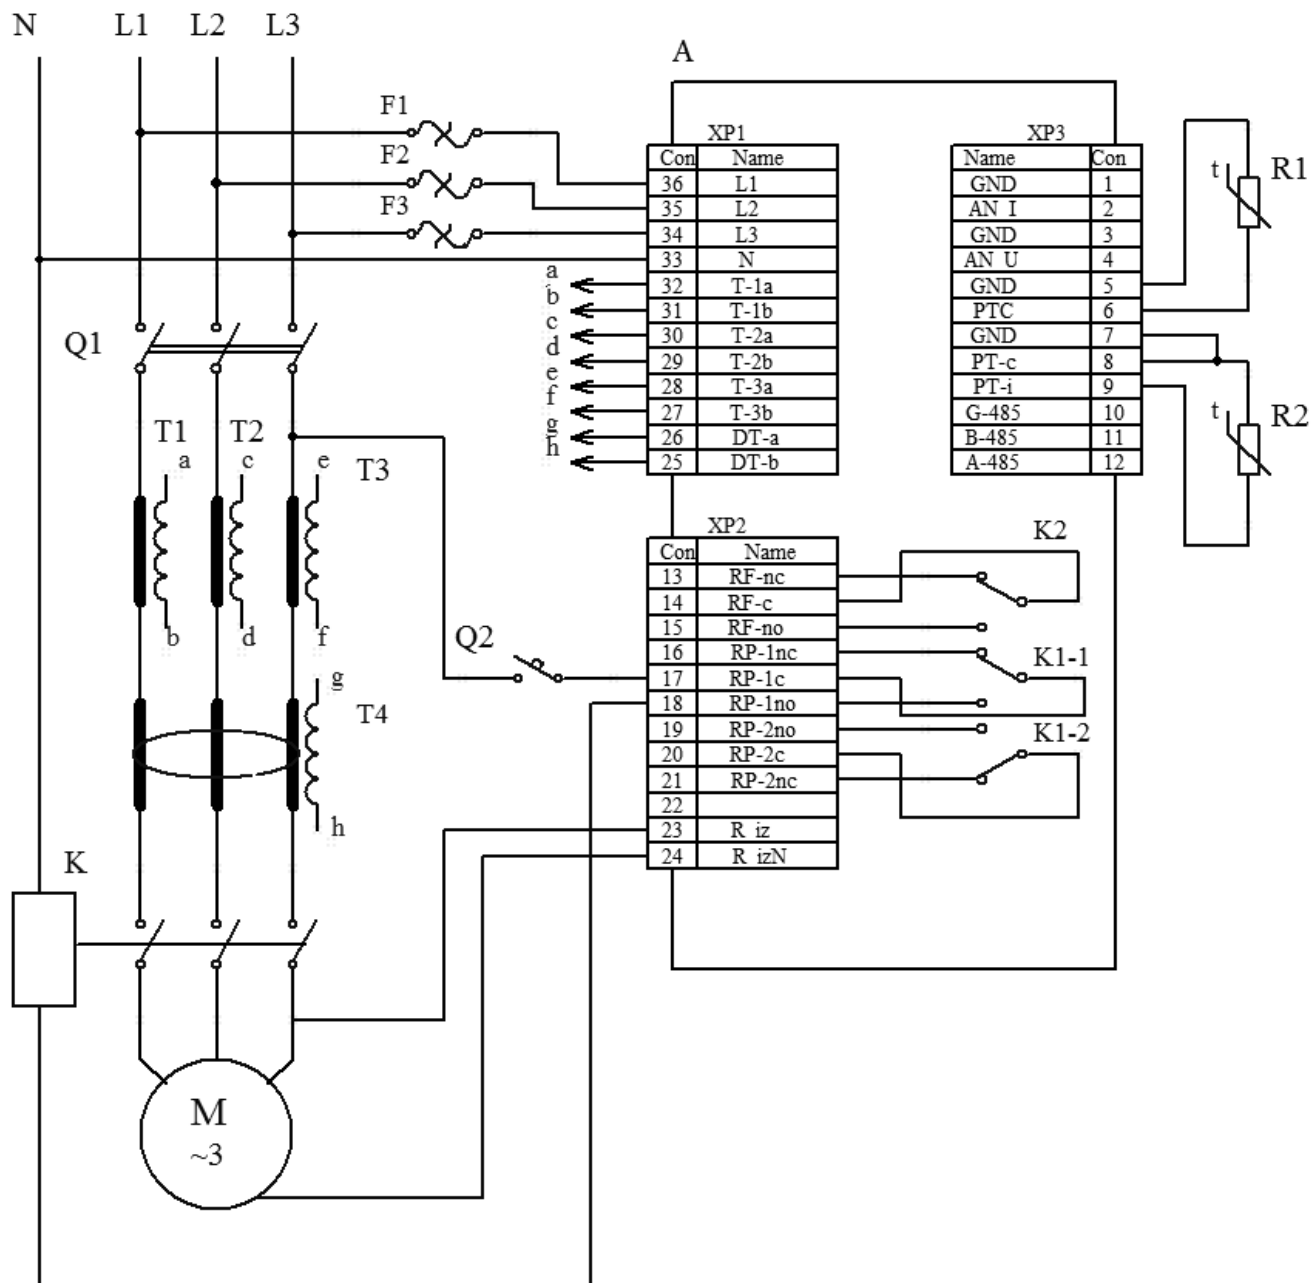 N L1 L2 L3
A
F1
F2
F3
XP1
Con Name
36 L1
35 L2
34 L3
33 N
32 T-1a
31 T-1b
30 T-2a
29 T-2b
28 T-3a
27 T-3b
26 DT-a
25 DT-b
XP3
Name Con
GND 1
AN I 2
GND 3
AN U 4
GND 5
PTC 6
GND 7
PT-c 8
PT-i 9
G-485 10
B-485 11
A-485 12
t R1
t R2
a
b
c
d
e
f
g
h
Q1
T1 T2
a c e T3
b d f
g
T4
h
Q2
XP2
Con Name
13 RF-nc
14 RF-c
15 RF-no
16 RP-1nc
17 RP-1c
18 RP-1no
19 RP-2no
20 RP-2c
21 RP-2nc
22
23 R iz
24 R izN
K2
K1-1
K1-2
K
M
~3